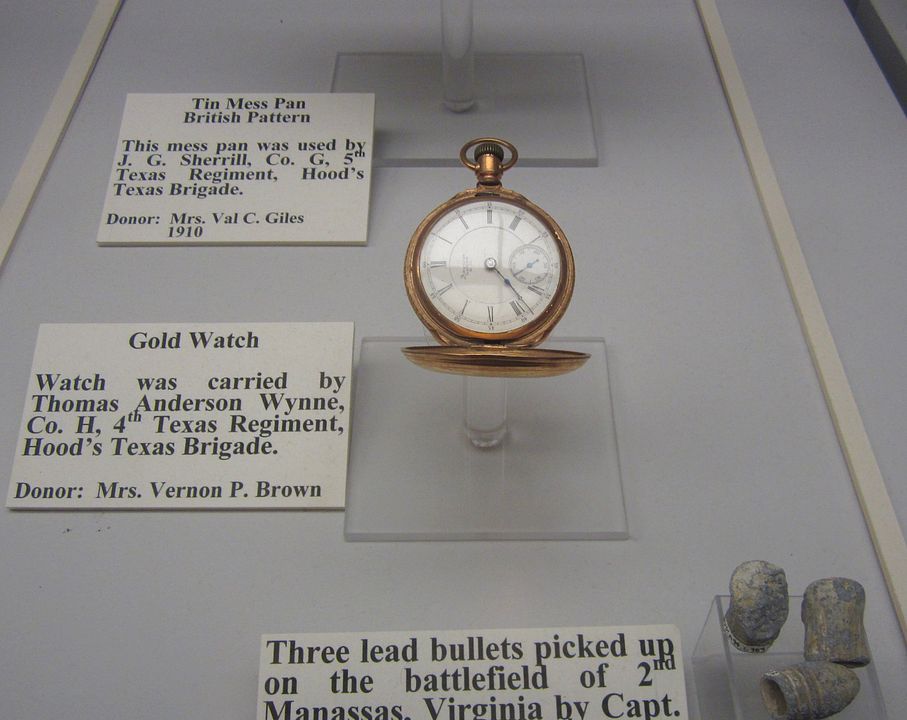 Tin Mess Pan
British Pattern
This mess pan was used by
J. G. Sherrill, Co. G, 5th
Texas Regiment, Hood's
Texas Brigade.
Donor: Mrs. Val C. Giles
1910
Gold Watch
Watch was carried by
Thomas Anderson Wynne,
Co. H, 4th Texas Regiment,
Hood's Texas Brigade.
Donor: Mrs. Vernon P. Brown
Three lead bullets picked up
on the battlefield of 2nd
Manassas, Virginia by Capt.